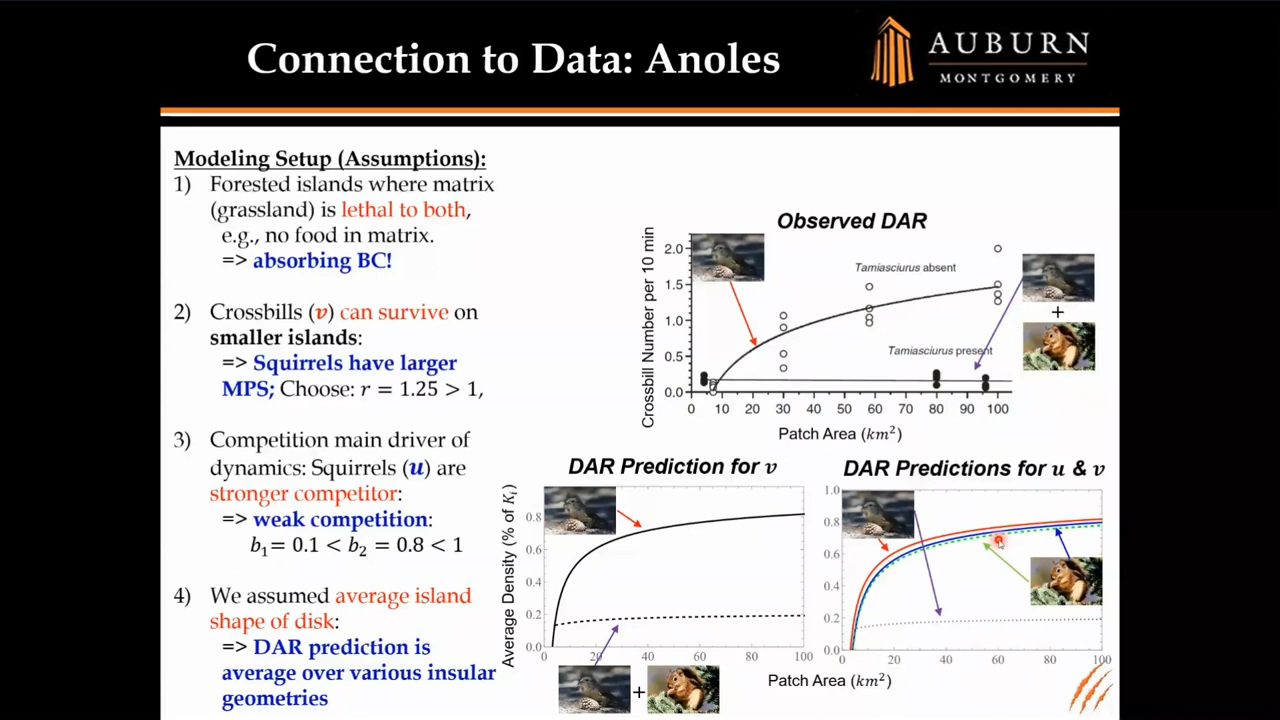 Connection to Data: Anoles
AUBURN
MONTGOMERY
Modeling Setup (Assumptions):
1) Forested islands where matrix
(grassland) is lethal to both,
e.g., no food in matrix.
=> absorbing BC!
2) Crossbills (v) can survive on
smaller islands:
=> Squirrels have larger
MPS; Choose: r = 1.25 > 1,
3) Competition main driver of
dynamics: Squirrels (u) are
stronger competitor:
=> weak competition:
b₁= 0.1 < b₂ = 0.8 < 1
4) We assumed average island
shape of disk:
=> DAR prediction is
average over various insular
geometries
Observed DAR
Crossbill Number per 10 min
2.0
1.5
1.0
0.5
0.0
Tamiasciurus absent
Tamiasciurus present
+
0 10 20 30 40 50 60 70 80 90 100
Patch Area (km²)
DAR Prediction for v
Average Density (% of Kᵢ)
0.8
0.6
0.4
0.2
0.0
0 20 40 60 80 100
+
DAR Predictions for u & v
1.0
0.8
0.6
0.4
0.2
0.0
0 20 40 60 80 100
Patch Area (km²)